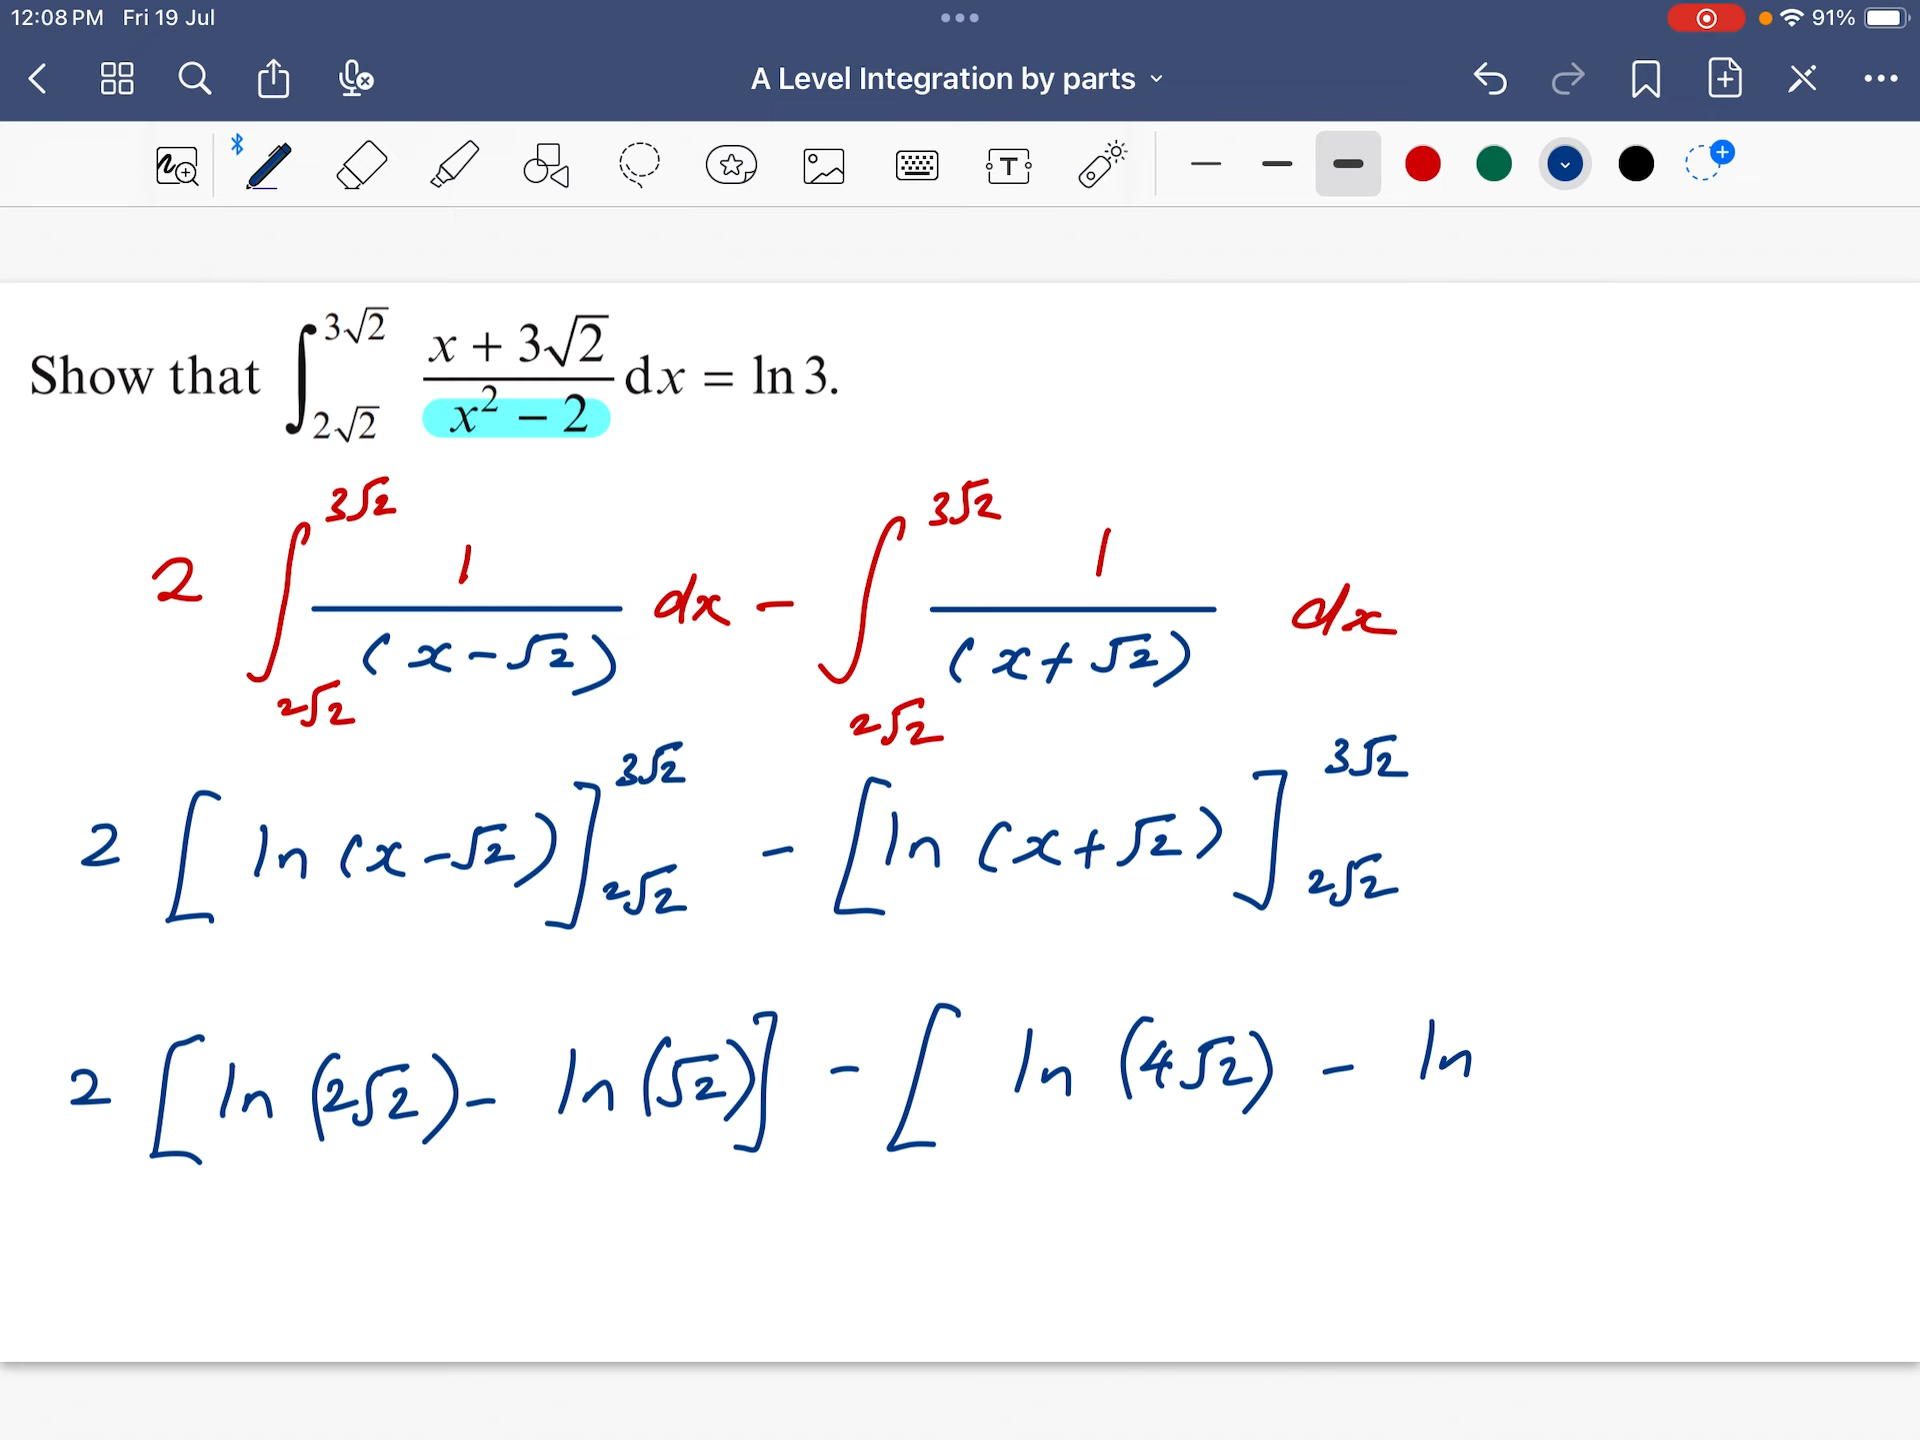 12:08 PM Fri 19 Jul 91%
A Level Integration by parts
T
Show that ∫_{2√2}^{3√2} (x + 3√2)/(x² − 2) dx = ln 3.
2 ∫_{2√2}^{3√2} 1/(x − √2) dx − ∫_{2√2}^{3√2} 1/(x + √2) dx
2 [ln (x − √2)]_{2√2}^{3√2} − [ln (x + √2)]_{2√2}^{3√2}
2 [ln (2√2) − ln (√2)] − [ln (4√2) − ln